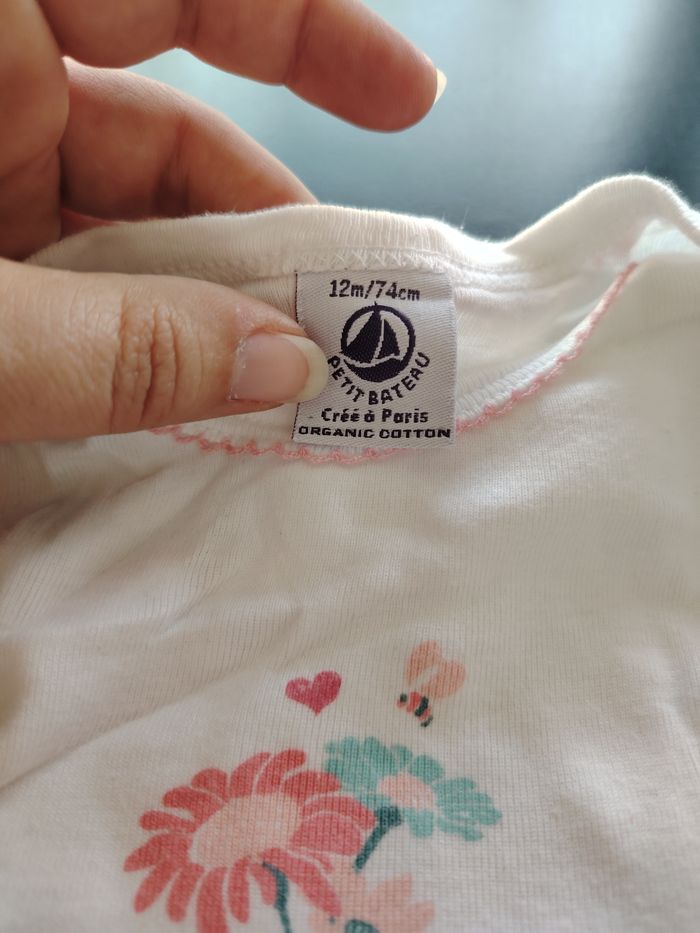 12m/74cm
PETIT BATEAU
Créé à Paris
ORGANIC COTTON